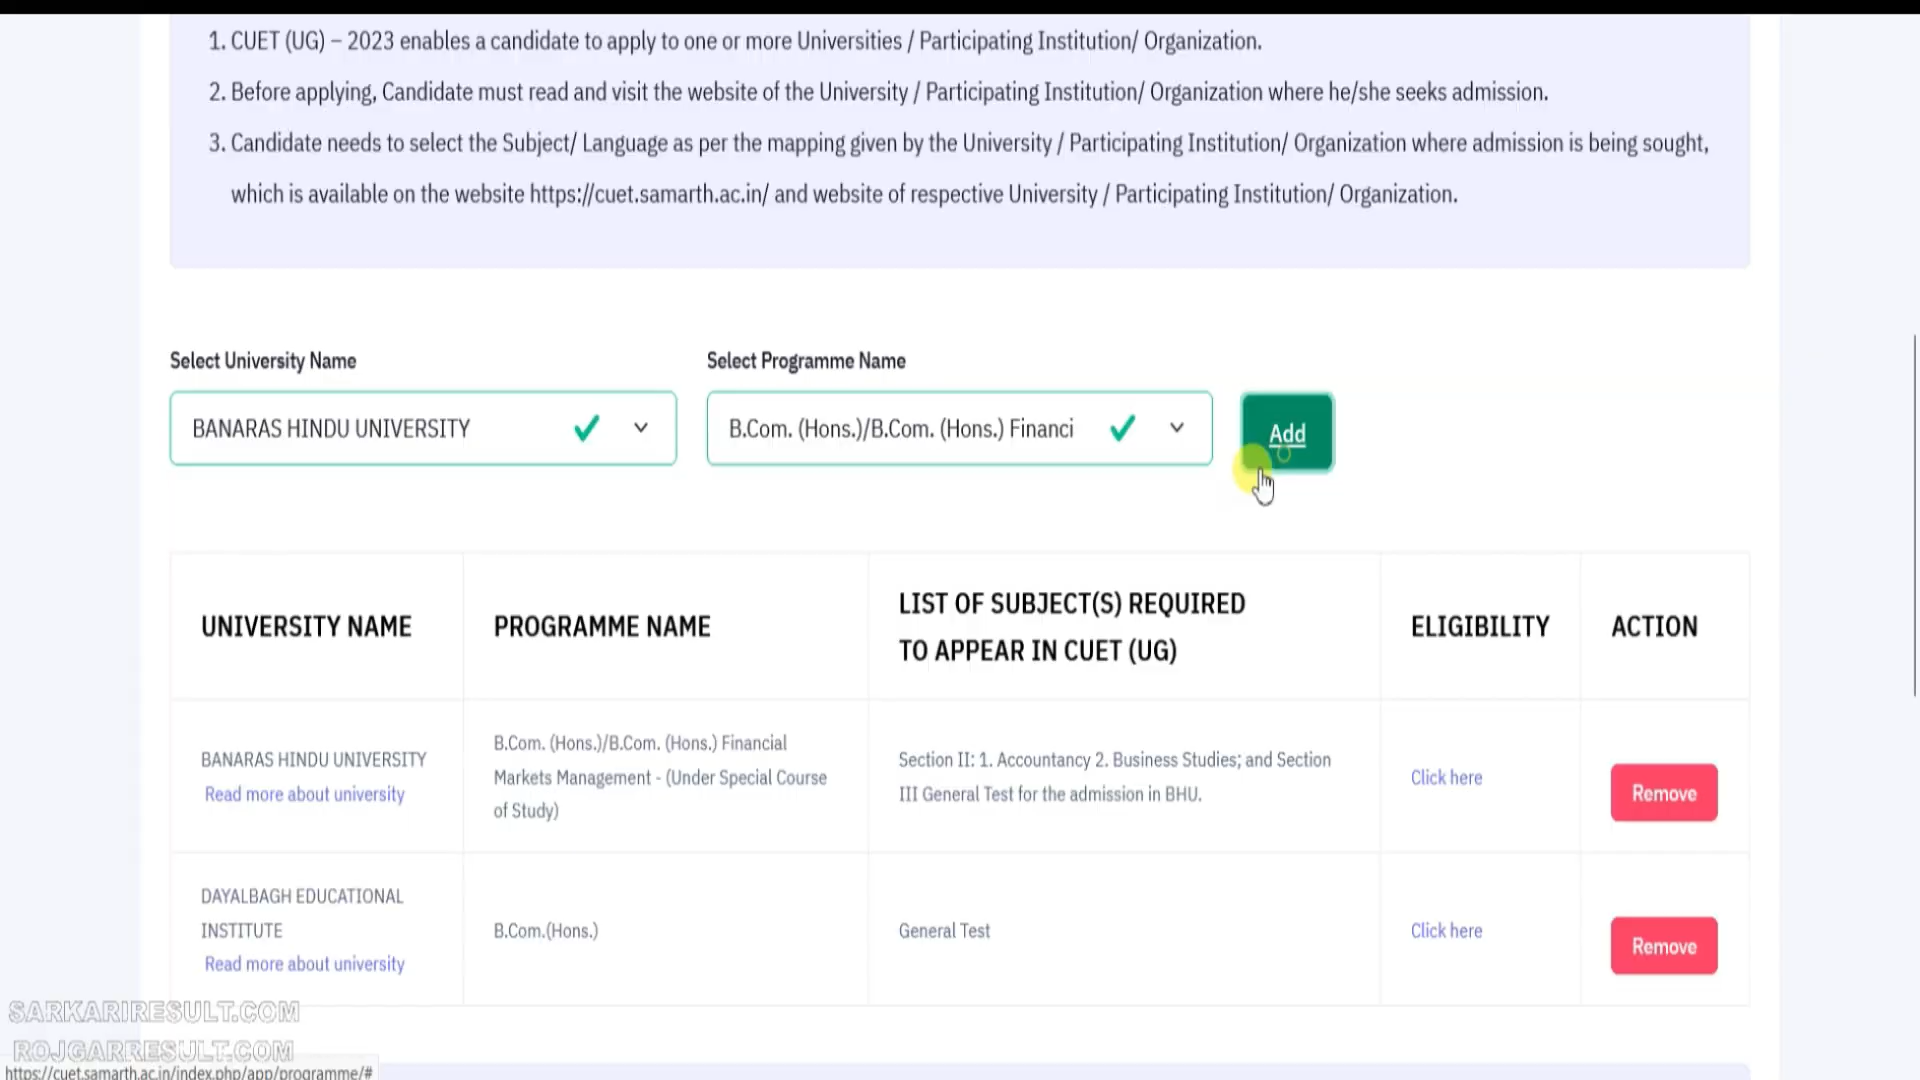 1. CUET (UG) – 2023 enables a candidate to apply to one or more Universities / Participating Institution/ Organization.
2. Before applying, Candidate must read and visit the website of the University / Participating Institution/ Organization where he/she seeks admission.
3. Candidate needs to select the Subject/ Language as per the mapping given by the University / Participating Institution/ Organization where admission is being sought,
which is available on the website https://cuet.samarth.ac.in/ and website of respective University / Participating Institution/ Organization.
Select University Name
Select Programme Name
BANARAS HINDU UNIVERSITY
B.Com. (Hons.)/B.Com. (Hons.) Financi
Add
UNIVERSITY NAME
PROGRAMME NAME
LIST OF SUBJECT(S) REQUIRED
TO APPEAR IN CUET (UG)
ELIGIBILITY
ACTION
BANARAS HINDU UNIVERSITY
Read more about university
B.Com. (Hons.)/B.Com. (Hons.) Financial
Markets Management - (Under Special Course
of Study)
Section II: 1. Accountancy 2. Business Studies; and Section
III General Test for the admission in BHU.
Click here
Remove
DAYALBAGH EDUCATIONAL
INSTITUTE
Read more about university
B.Com.(Hons.)
General Test
Click here
Remove
SARKARIRESULT.COM
ROJGARRESULT.COM
https://cuet.samarth.ac.in/index.php/app/programme/#